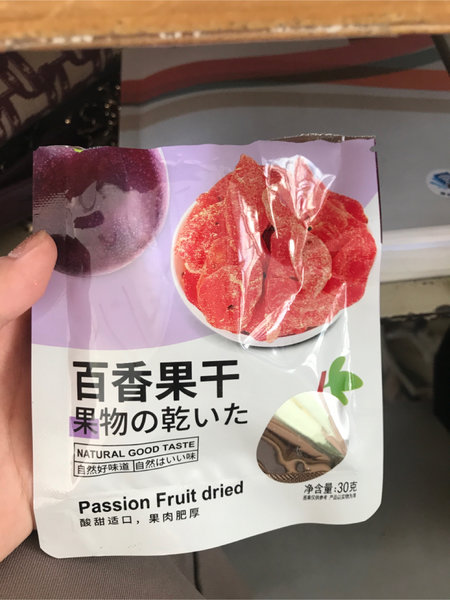 百香果干
果物の乾いた
NATURAL GOOD TASTE
自然好味道 自然はいい味
Passion Fruit dried
酸甜适口，果肉肥厚
净含量:30克